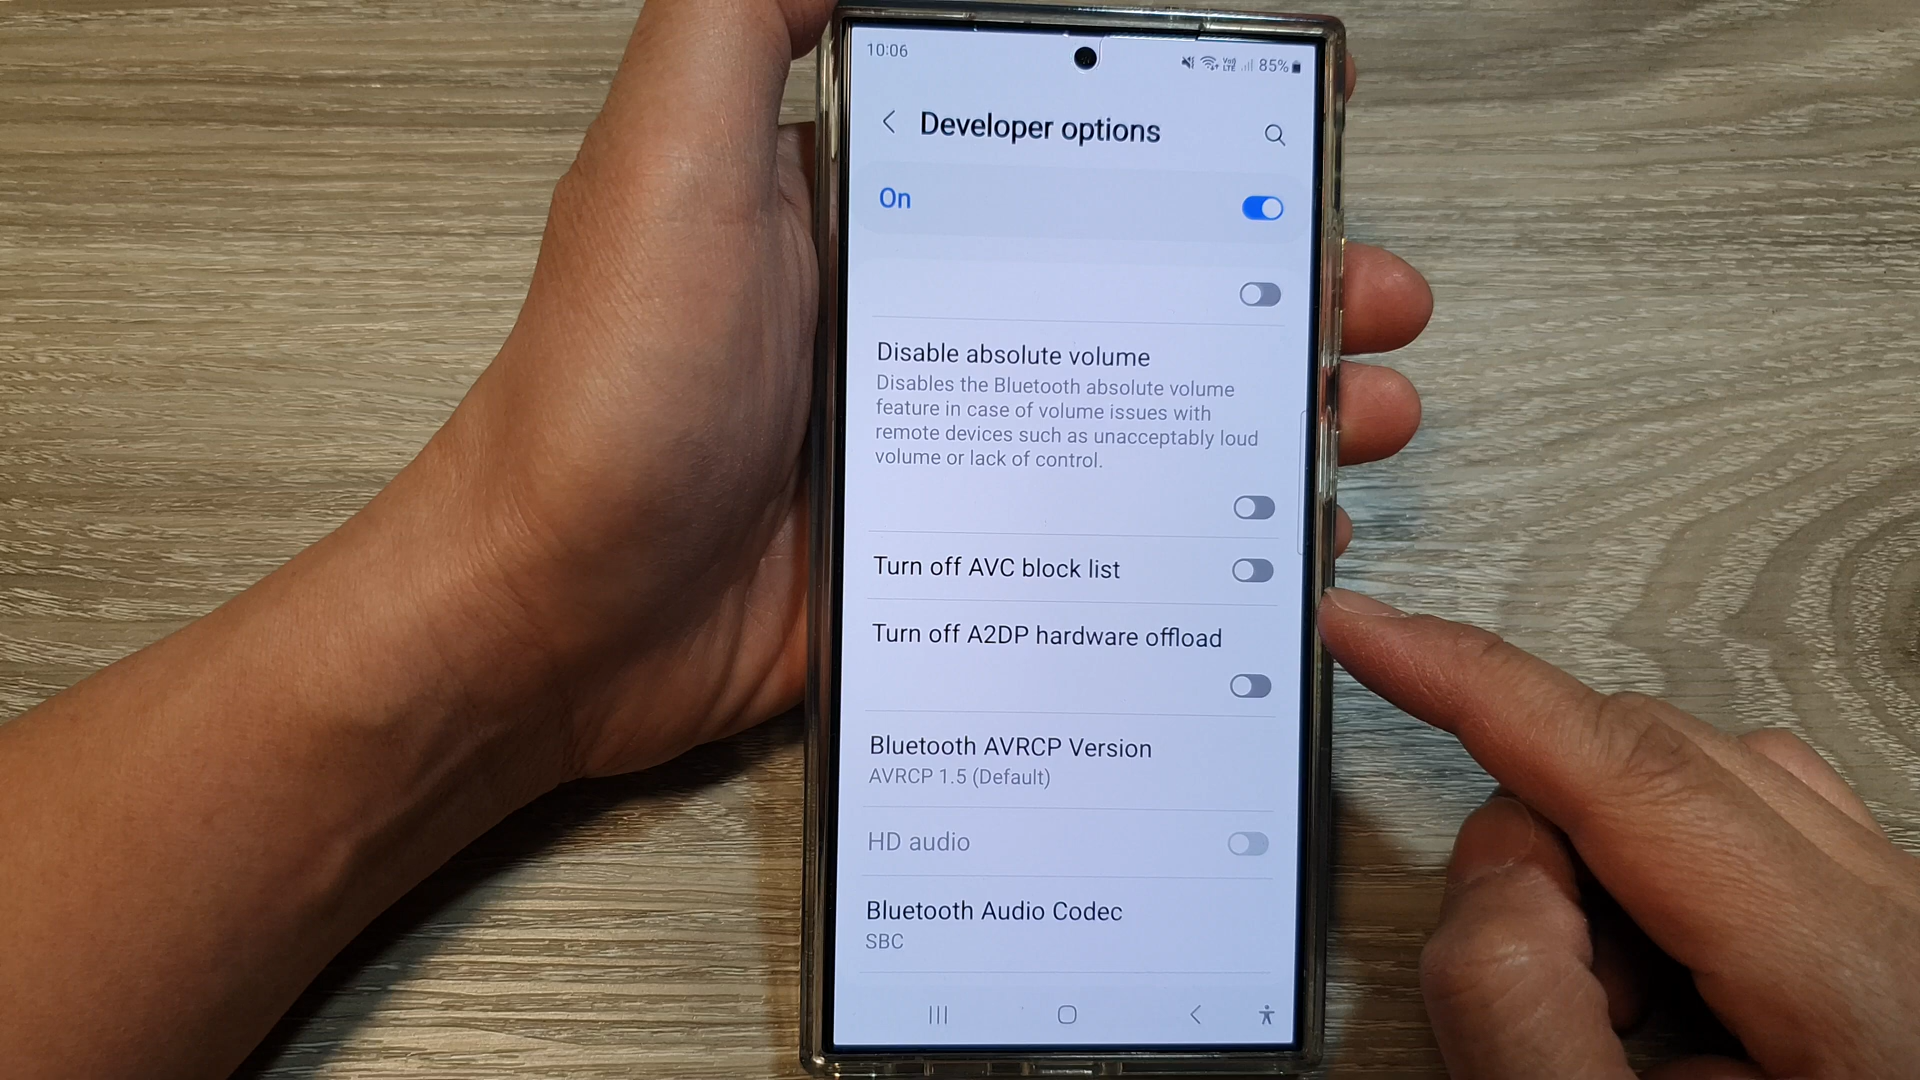 10:06
Vo))
LTE
85%
Developer options
On
Disable absolute volume
Disables the Bluetooth absolute volume
feature in case of volume issues with
remote devices such as unacceptably loud
volume or lack of control.
Turn off AVC block list
Turn off A2DP hardware offload
Bluetooth AVRCP Version
AVRCP 1.5 (Default)
HD audio
Bluetooth Audio Codec
SBC